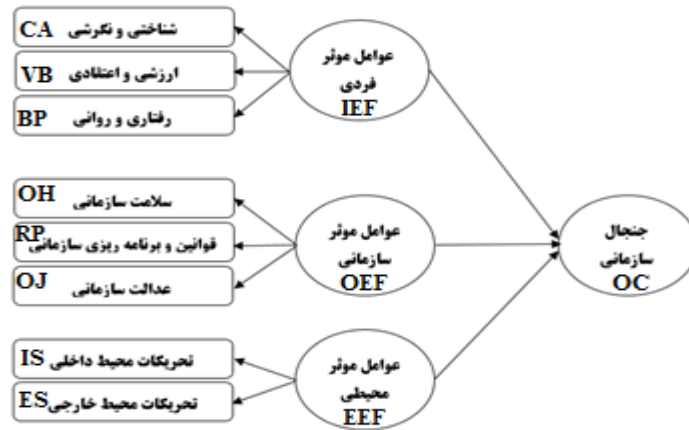 CA شناختی و نگرشی
VB ارزشی و اعتقادی
BP رفتاری و روانی
عوامل موثر
فردی
IEF
OH سلامت سازمانی
RP قوانین و برنامه ریزی سازمانی
OJ عدالت سازمانی
عوامل موثر
سازمانی
OEF
IS تحریکات محیط داخلی
ES تحریکات محیط خارجی
عوامل موثر
محیطی
EEF
جنجال
سازمانی
OC